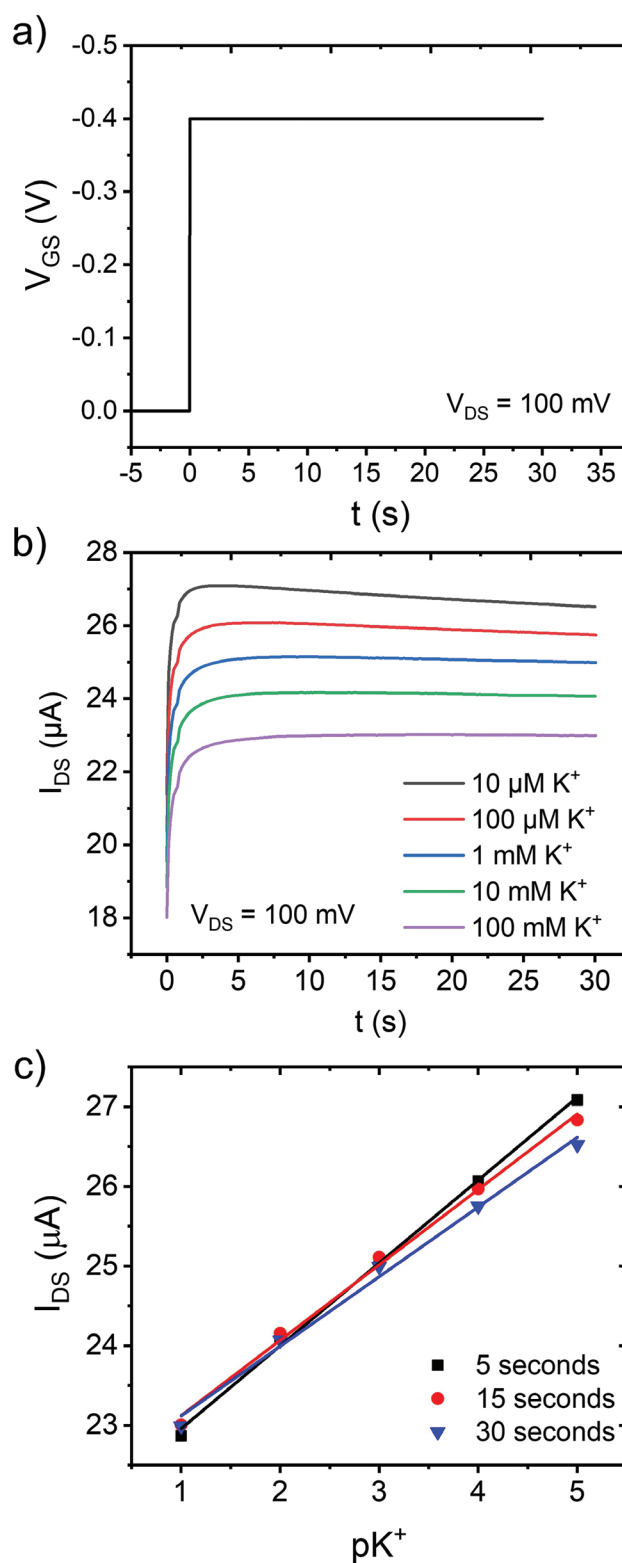 a)
-0.5
-0.4
-0.3
-0.2
-0.1
0.0
V_GS (V)
V_DS = 100 mV
-5 0 5 10 15 20 25 30 35
t (s)
b)
28
26
24
22
20
18
I_DS (µA)
10 µM K⁺
100 µM K⁺
1 mM K⁺
10 mM K⁺
100 mM K⁺
V_DS = 100 mV
0 5 10 15 20 25 30
t (s)
c)
27
26
25
24
23
I_DS (µA)
5 seconds
15 seconds
30 seconds
1 2 3 4 5
pK⁺